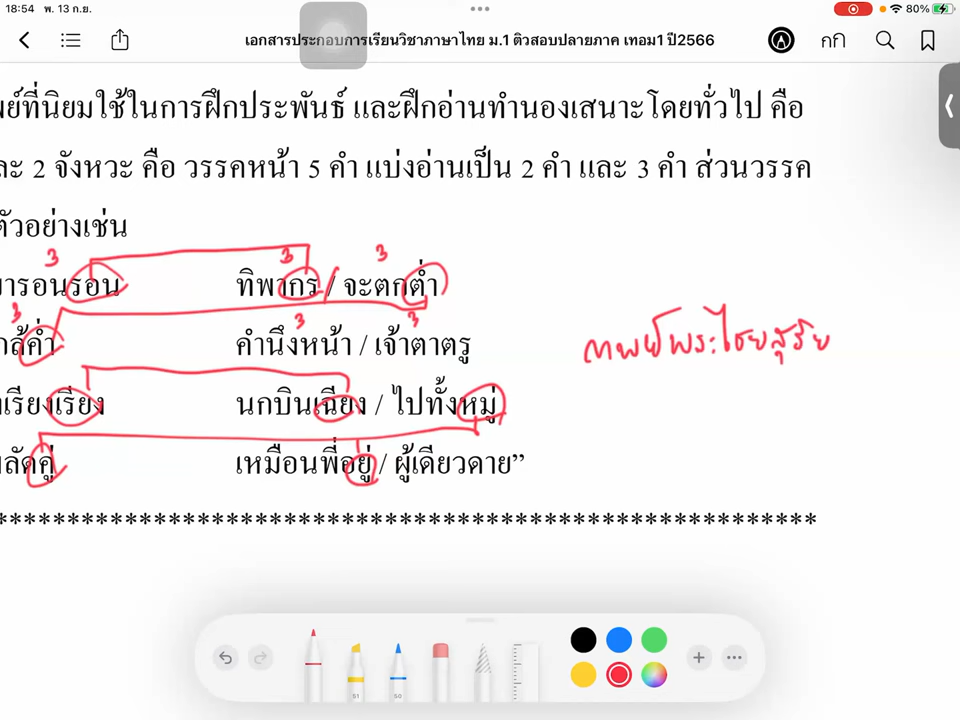 18:54 พ. 13 ก.ย. 80%
เอกสารประกอบการเรียนวิชาภาษาไทย ม.1 ติวสอบปลายภาค เทอม1 ปี2566
พย์ที่นิยมใช้ในการฝึกประพันธ์ และฝึกอ่านทำนองเสนาะโดยทั่วไป คือ
ละ 2 จังหวะ คือ วรรคหน้า 5 คำ แบ่งอ่านเป็น 2 คำ และ 3 คำ ส่วนวรรค
ตัวอย่างเช่น
3 3 3
ารอนรอน ทิพากร / จะตกต่ำ
3 3 3
กล้ค่ำ คำนึงหน้า / เจ้าตาตรู
เรียงเรียง นกบินเฉียง / ไปทั้งหมู่
ลัดคู่ เหมือนพี่อยู่ / ผู้เดียวดาย”
กาพย์พระไชยสุริยา
*********************************************************
51 50